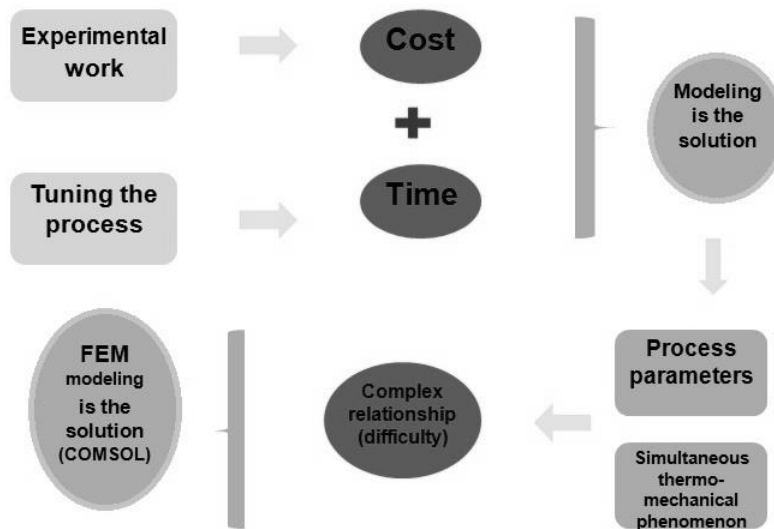 Experimental
work
Cost
Modeling
is the
solution
+
Tuning the
process
Time
Process
parameters
Simultaneous
thermo-
mechanical
phenomenon
Complex
relationship
(difficulty)
FEM
modeling
is the
solution
(COMSOL)